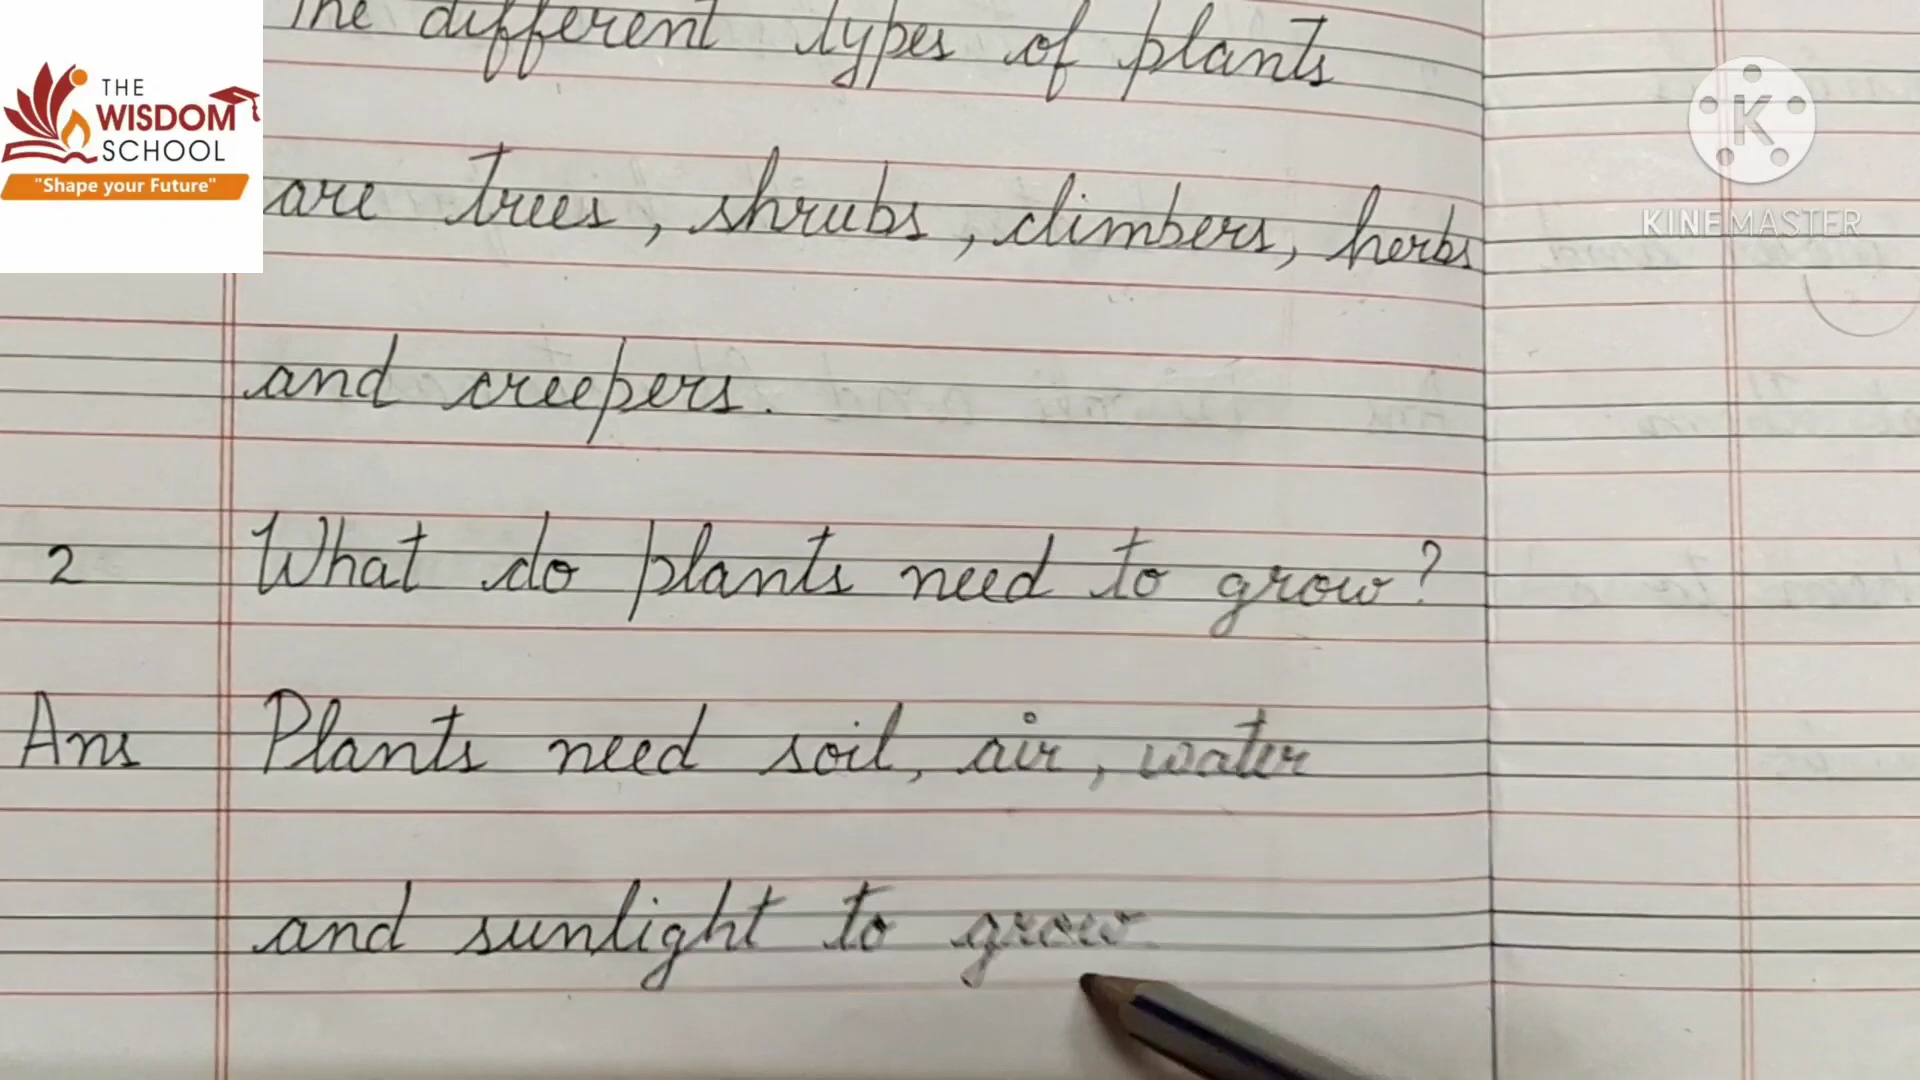 The different types of plants
THE
WISDOM
SCHOOL
"Shape your Future"
K
KINEMASTER
are trees, shrubs, climbers, herbs
and creepers.
2 What do plants need to grow?
Ans Plants need soil, air, water
and sunlight to grow.